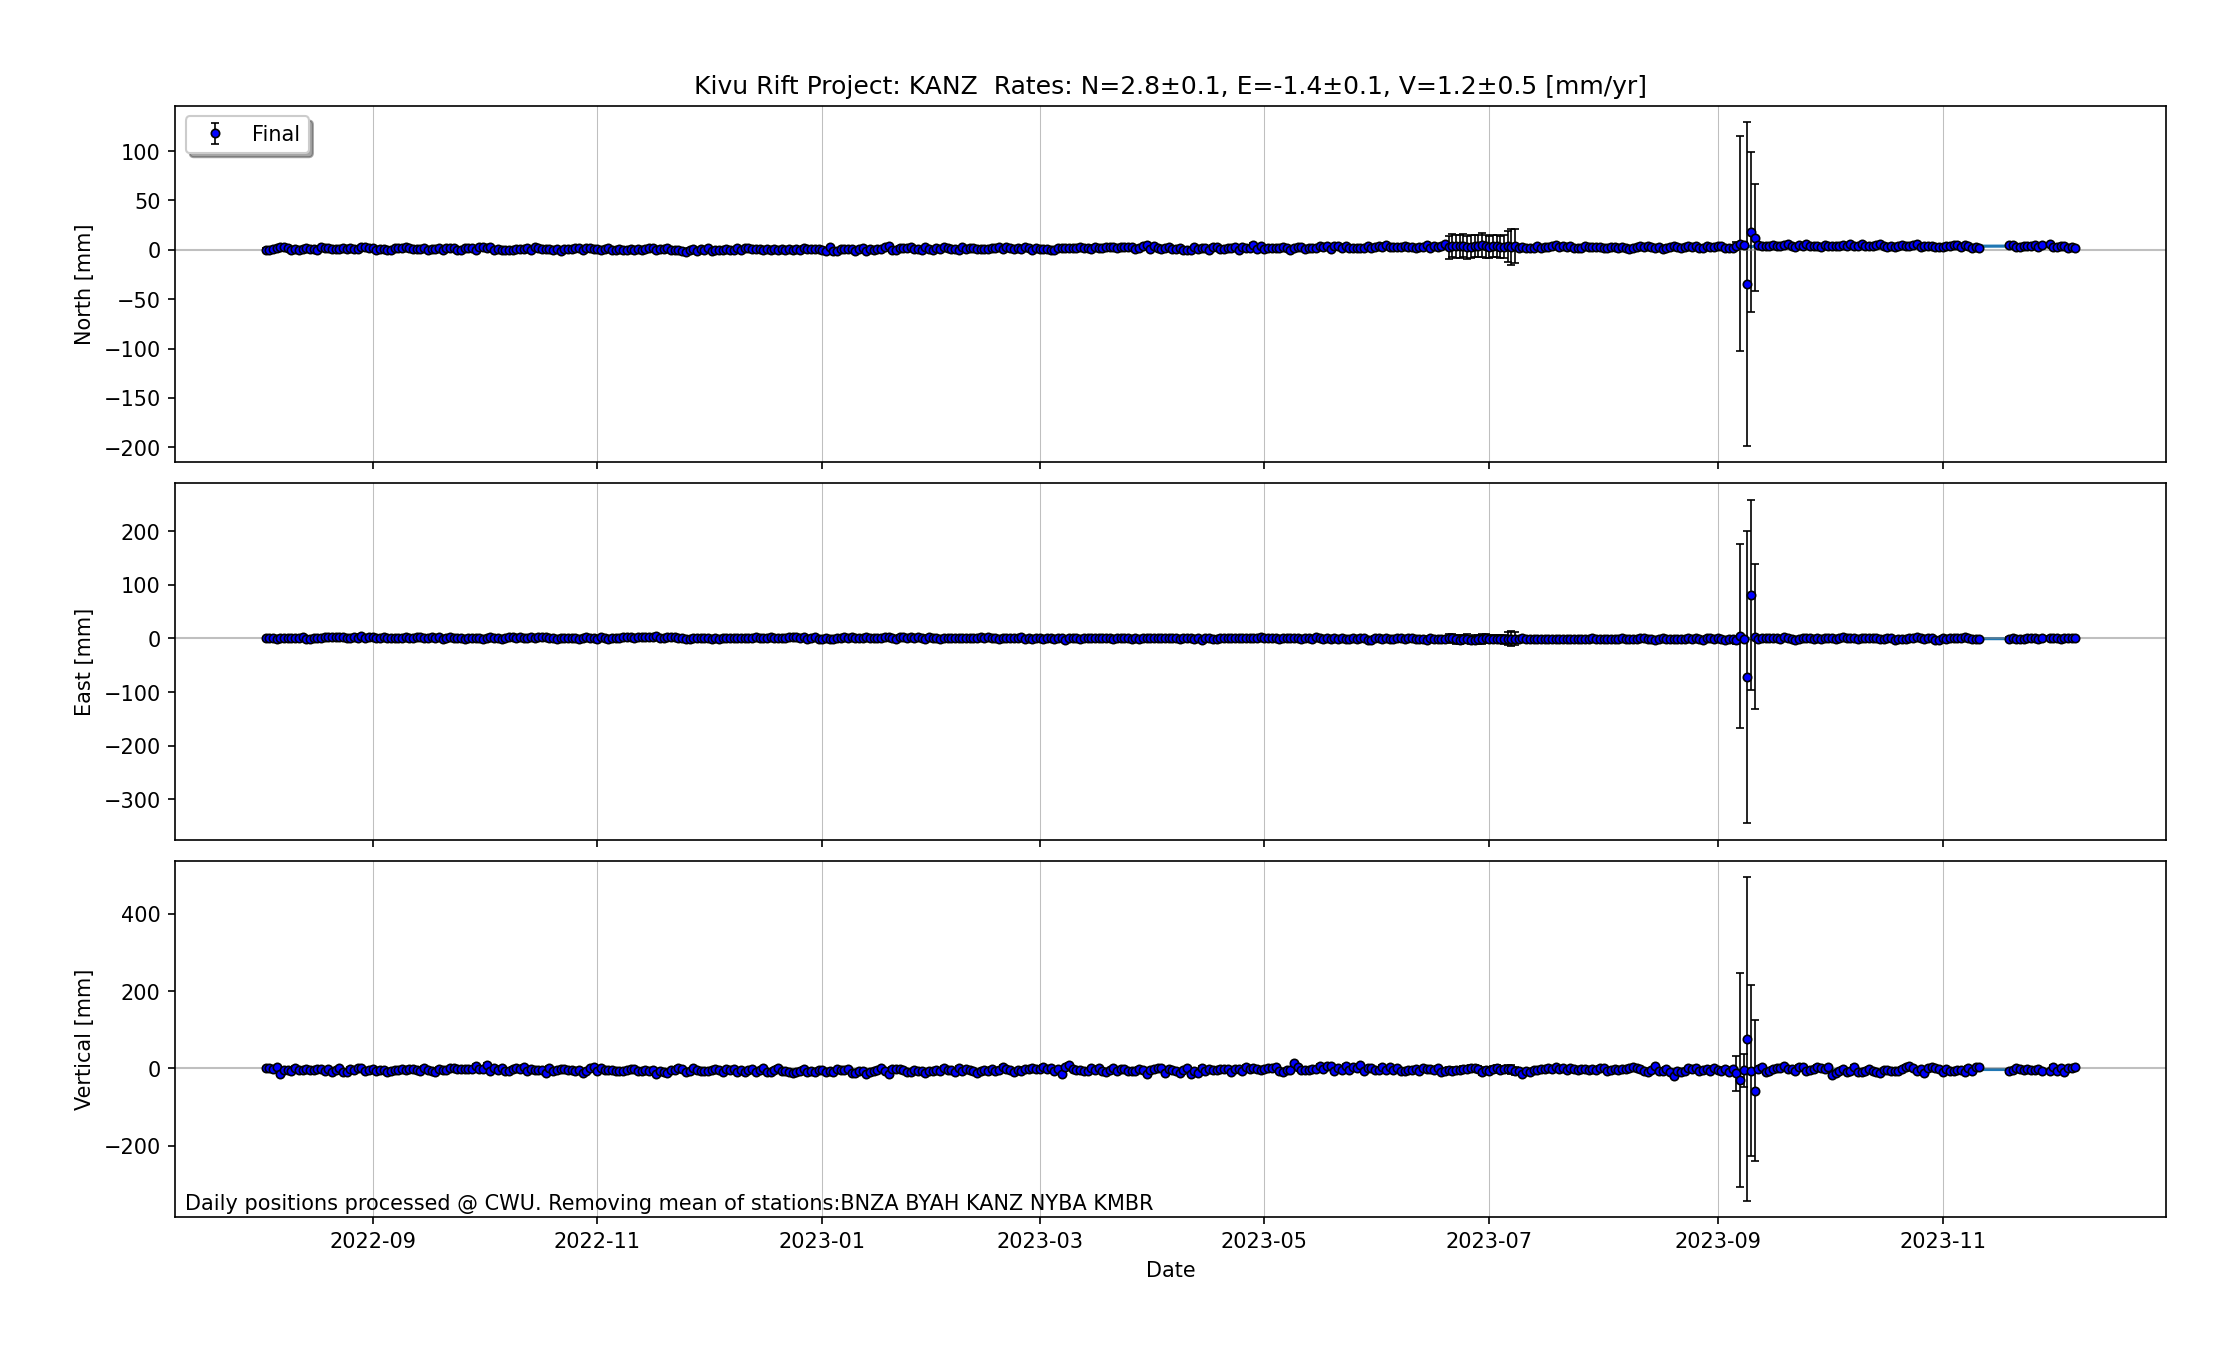 Kivu Rift Project: KANZ  Rates: N=2.8±0.1, E=-1.4±0.1, V=1.2±0.5 [mm/yr]
Final
North [mm]
100
50
0
−50
−100
−150
−200
East [mm]
200
100
0
−100
−200
−300
Vertical [mm]
400
200
0
−200
Daily positions processed @ CWU. Removing mean of stations:BNZA BYAH KANZ NYBA KMBR
2022-09 2022-11 2023-01 2023-03 2023-05 2023-07 2023-09 2023-11
Date